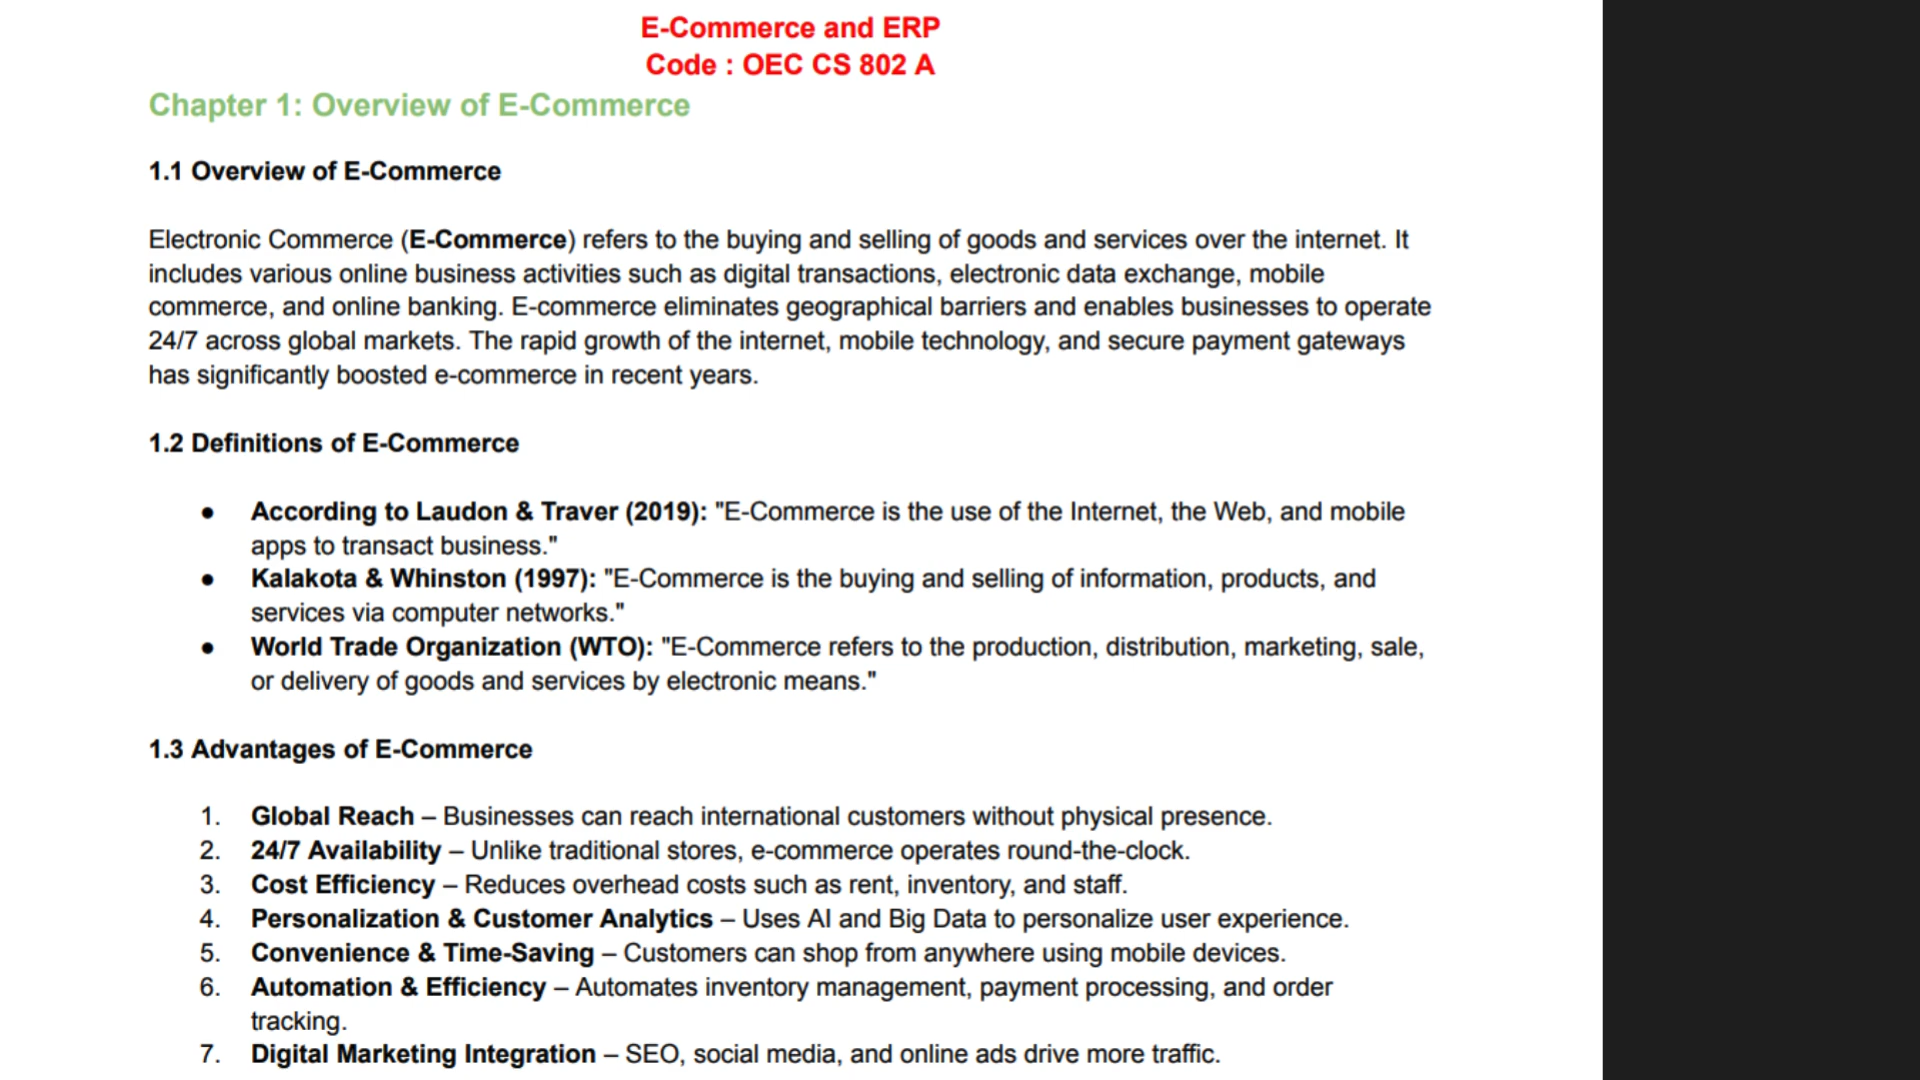 E-Commerce and ERP
Code : OEC CS 802 A
Chapter 1: Overview of E-Commerce
1.1 Overview of E-Commerce
Electronic Commerce (E-Commerce) refers to the buying and selling of goods and services over the internet. It
includes various online business activities such as digital transactions, electronic data exchange, mobile
commerce, and online banking. E-commerce eliminates geographical barriers and enables businesses to operate
24/7 across global markets. The rapid growth of the internet, mobile technology, and secure payment gateways
has significantly boosted e-commerce in recent years.
1.2 Definitions of E-Commerce
● According to Laudon & Traver (2019): "E-Commerce is the use of the Internet, the Web, and mobile
apps to transact business."
● Kalakota & Whinston (1997): "E-Commerce is the buying and selling of information, products, and
services via computer networks."
● World Trade Organization (WTO): "E-Commerce refers to the production, distribution, marketing, sale,
or delivery of goods and services by electronic means."
1.3 Advantages of E-Commerce
1. Global Reach – Businesses can reach international customers without physical presence.
2. 24/7 Availability – Unlike traditional stores, e-commerce operates round-the-clock.
3. Cost Efficiency – Reduces overhead costs such as rent, inventory, and staff.
4. Personalization & Customer Analytics – Uses AI and Big Data to personalize user experience.
5. Convenience & Time-Saving – Customers can shop from anywhere using mobile devices.
6. Automation & Efficiency – Automates inventory management, payment processing, and order
tracking.
7. Digital Marketing Integration – SEO, social media, and online ads drive more traffic.